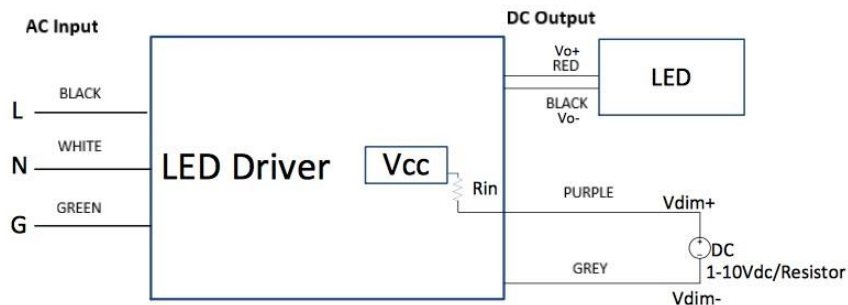 AC Input
DC Output
L
BLACK
N
WHITE
G
GREEN
LED Driver
Vcc
Rin
Vo+
RED
BLACK
Vo-
LED
PURPLE
Vdim+
DC
1-10Vdc/Resistor
GREY
Vdim-